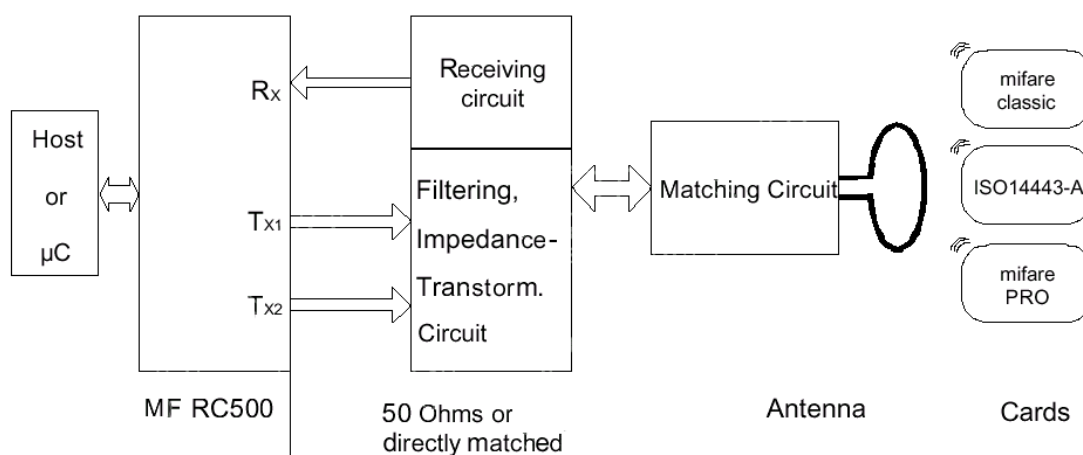 Host
or
µC
RX
TX1
TX2
MF RC500
Receiving
circuit
Filtering,
Impedance-
Transtorm.
Circuit
50 Ohms or
directly matched
Matching Circuit
Antenna
mifare
classic
ISO14443-A
mifare
PRO
Cards